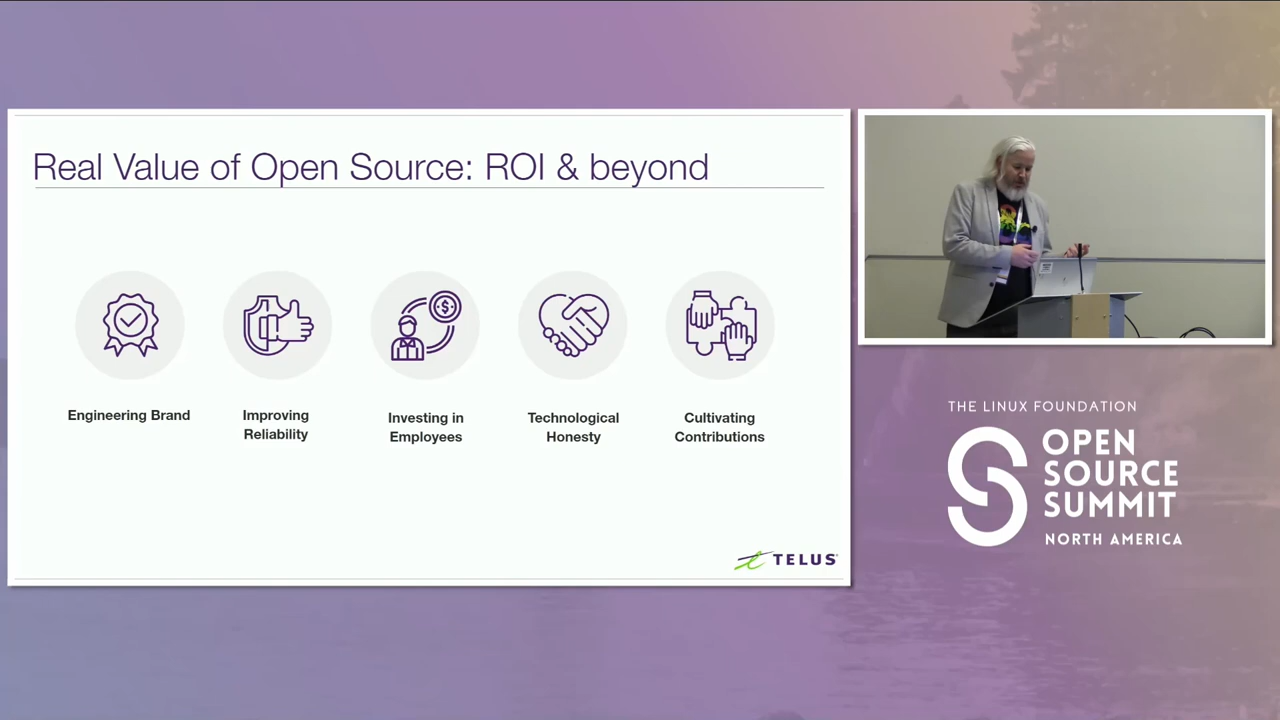 Real Value of Open Source: ROI & beyond
Engineering Brand
Improving
Reliability
Investing in
Employees
Technological
Honesty
Cultivating
Contributions
TELUS
THE LINUX FOUNDATION
OPEN
SOURCE
SUMMIT
NORTH AMERICA